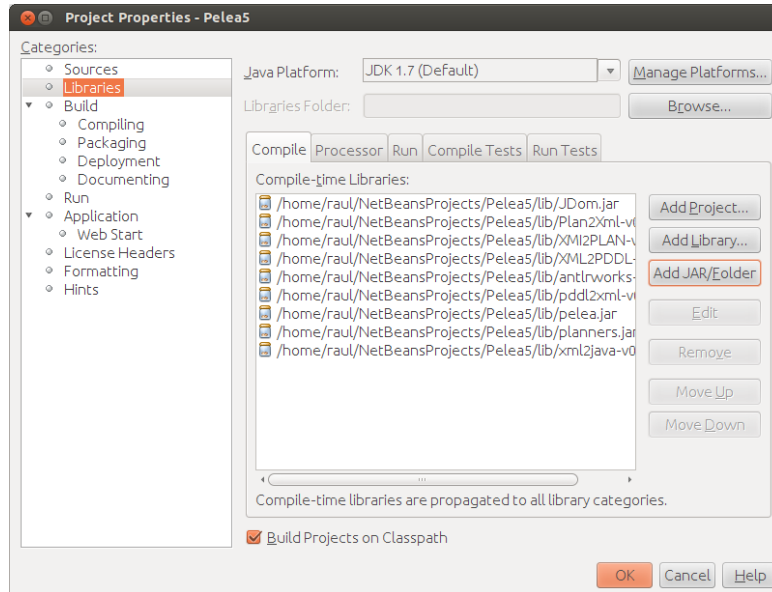 Project Properties - Pelea5
Categories:
Sources
Libraries
Build
Compiling
Packaging
Deployment
Documenting
Run
Application
Web Start
License Headers
Formatting
Hints
Java Platform: JDK 1.7 (Default) Manage Platforms...
Libraries Folder: Browse...
Compile Processor Run Compile Tests Run Tests
Compile-time Libraries:
/home/raul/NetBeansProjects/Pelea5/lib/JDom.jar
/home/raul/NetBeansProjects/Pelea5/lib/Plan2Xml-v0
/home/raul/NetBeansProjects/Pelea5/lib/XMl2PLAN-v
/home/raul/NetBeansProjects/Pelea5/lib/XML2PDDL-
/home/raul/NetBeansProjects/Pelea5/lib/antlrworks-
/home/raul/NetBeansProjects/Pelea5/lib/pddl2xml-v0
/home/raul/NetBeansProjects/Pelea5/lib/pelea.jar
/home/raul/NetBeansProjects/Pelea5/lib/planners.jar
/home/raul/NetBeansProjects/Pelea5/lib/xml2java-v0
Add Project...
Add Library...
Add JAR/Folder
Edit
Remove
Move Up
Move Down
Compile-time libraries are propagated to all library categories.
Build Projects on Classpath
OK Cancel Help